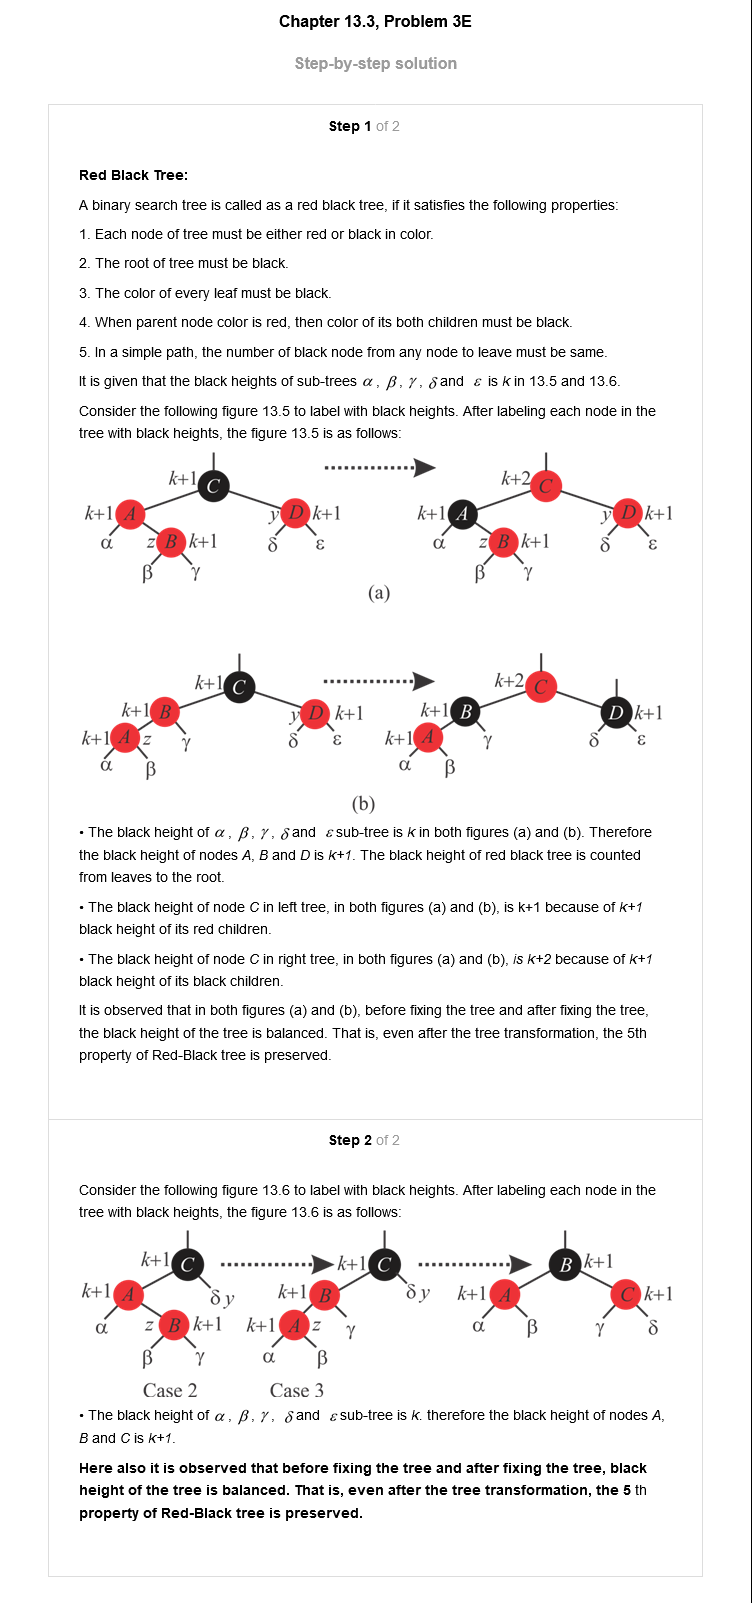 Chapter 13.3, Problem 3E
Step-by-step solution
Step 1 of 2
Red Black Tree:
A binary search tree is called as a red black tree, if it satisfies the following properties:
1. Each node of tree must be either red or black in color.
2. The root of tree must be black.
3. The color of every leaf must be black.
4. When parent node color is red, then color of its both children must be black.
5. In a simple path, the number of black node from any node to leave must be same.
It is given that the black heights of sub-trees α , β , γ , δ and ε is k in 13.5 and 13.6.
Consider the following figure 13.5 to label with black heights. After labeling each node in the
tree with black heights, the figure 13.5 is as follows:
k+1 C k+2 C
k+1 A y D k+1 k+1 A y D k+1
α z B k+1 δ ε α z B k+1 δ ε
β γ β γ
(a)
k+1 C k+2 C
k+1 B y D k+1 k+1 B D k+1
k+1 A z γ δ ε k+1 A γ δ ε
α β α β
(b)
• The black height of α , β , γ , δ and ε sub-tree is k in both figures (a) and (b). Therefore
the black height of nodes A, B and D is k+1. The black height of red black tree is counted
from leaves to the root.
• The black height of node C in left tree, in both figures (a) and (b), is k+1 because of k+1
black height of its red children.
• The black height of node C in right tree, in both figures (a) and (b), is k+2 because of k+1
black height of its black children.
It is observed that in both figures (a) and (b), before fixing the tree and after fixing the tree,
the black height of the tree is balanced. That is, even after the tree transformation, the 5th
property of Red-Black tree is preserved.
Step 2 of 2
Consider the following figure 13.6 to label with black heights. After labeling each node in the
tree with black heights, the figure 13.6 is as follows:
k+1 C k+1 C B k+1
k+1 A δ y k+1 B δ y k+1 A C k+1
α z B k+1 k+1 A z γ α β γ δ
β γ α β
Case 2 Case 3
• The black height of α , β , γ , δ and ε sub-tree is k. therefore the black height of nodes A,
B and C is k+1.
Here also it is observed that before fixing the tree and after fixing the tree, black
height of the tree is balanced. That is, even after the tree transformation, the 5 th
property of Red-Black tree is preserved.